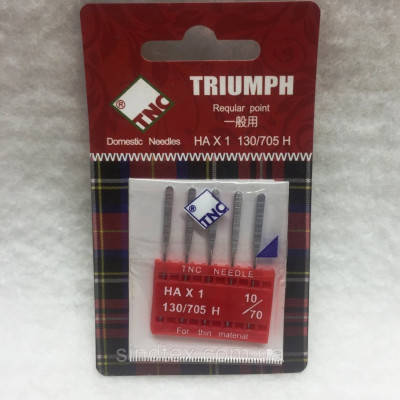 TRIUMPH
Regular point
一般用
HA X 1 130/705 H
® TNC
Domestic Needles
TNC
TNC NEEDLE
HA X 1
130/705 H
10/70
For thin material